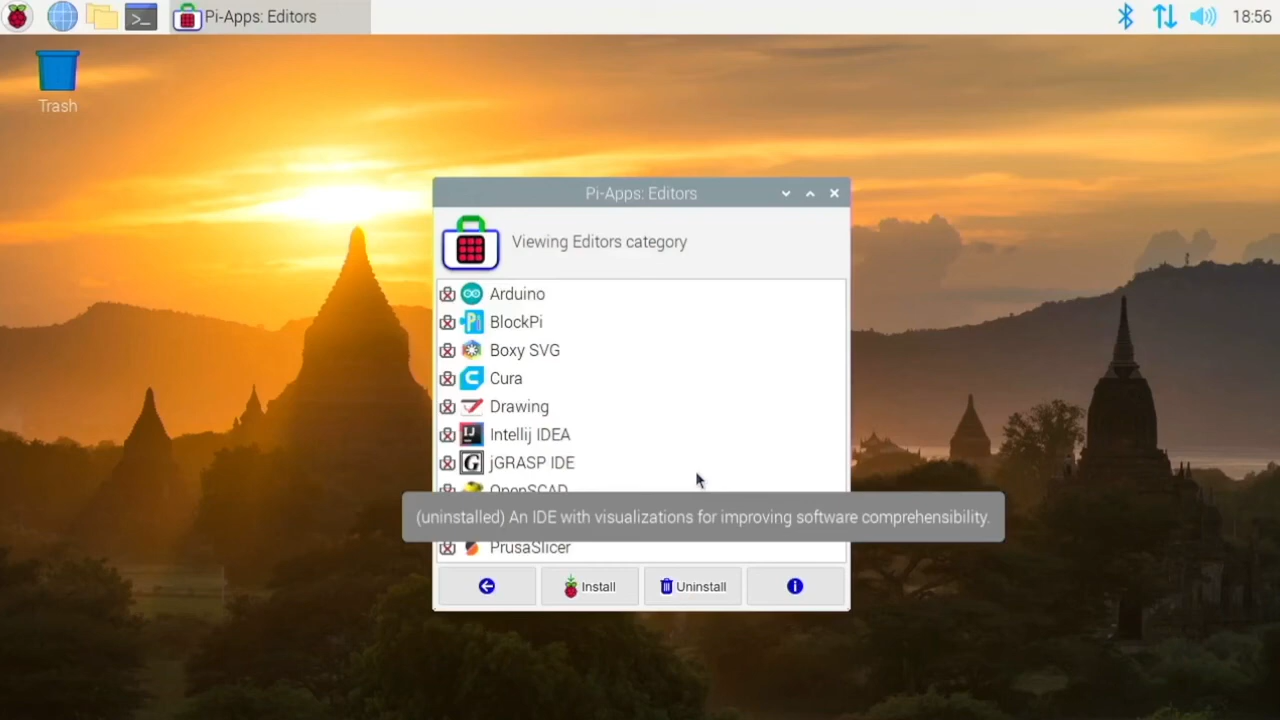 Pi-Apps: Editors
18:56
Trash
Pi-Apps: Editors
Viewing Editors category
Arduino
BlockPi
Boxy SVG
Cura
Drawing
Intellij IDEA
jGRASP IDE
OpenSCAD
(uninstalled) An IDE with visualizations for improving software comprehensibility.
PrusaSlicer
Install
Uninstall